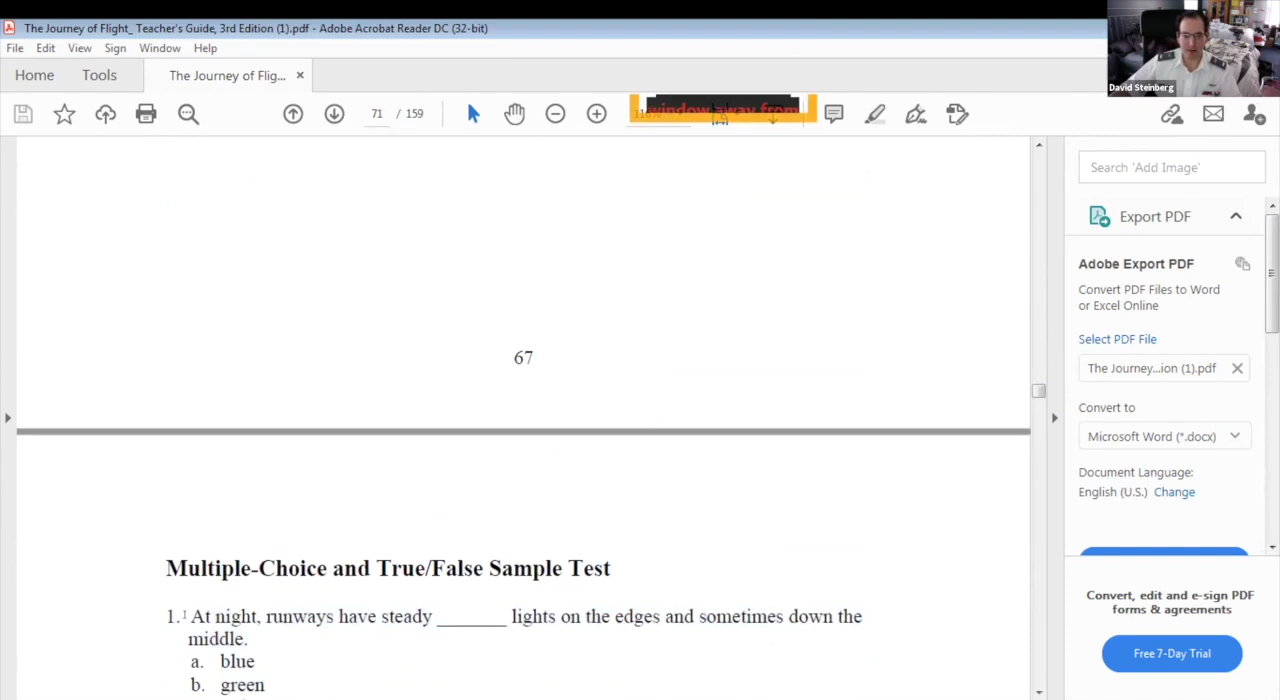 The Journey of Flight_ Teacher's Guide, 3rd Edition (1).pdf - Adobe Acrobat Reader DC (32-bit)
File Edit View Sign Window Help
Home Tools The Journey of Flig... ×
David Steinberg
71 / 159
window away from
Search 'Add Image'
Export PDF
Adobe Export PDF
Convert PDF Files to Word
or Excel Online
Select PDF File
The Journey...ion (1).pdf
Convert to
Microsoft Word (*.docx)
Document Language:
English (U.S.) Change
Convert, edit and e-sign PDF
forms & agreements
Free 7-Day Trial
67
Multiple-Choice and True/False Sample Test
1. At night, runways have steady _______ lights on the edges and sometimes down the
middle.
a. blue
b. green